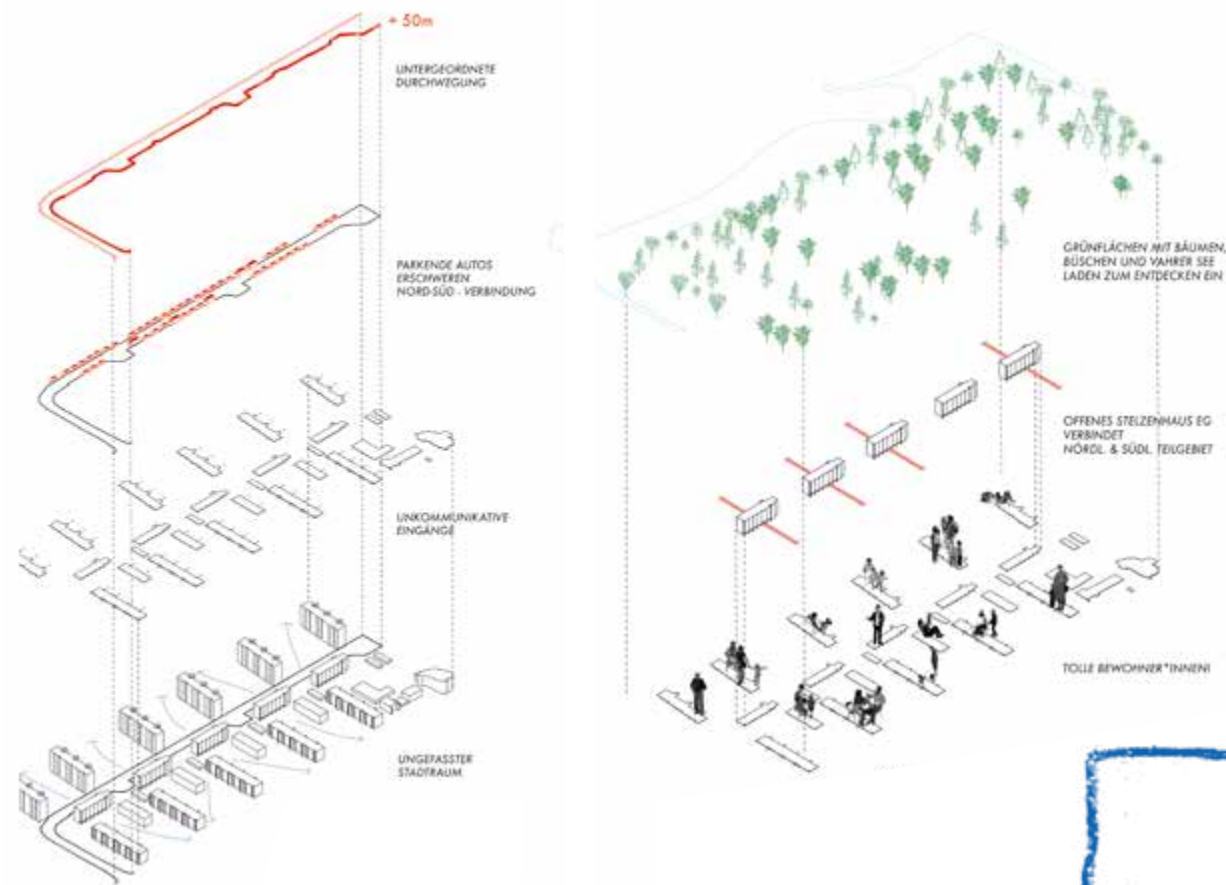 + 50m
UNTERGEORDNETE
DURCHWEGUNG
PARKENDE AUTOS
ERSCHWEREN
NORD-SÜD - VERBINDUNG
UNKOMMUNIKATIVE
EINGÄNGE
UNGEFASSTER
STADTRAUM
GRÜNFLÄCHEN MIT BÄUMEN,
BÜSCHEN UND VAHRER SEE
LADEN ZUM ENTDECKEN EIN
OFFENES STELZENHAUS EG
VERBINDET
NÖRDL. & SÜDL. TEILGEBIET
TOLLE BEWOHNER*INNEN!